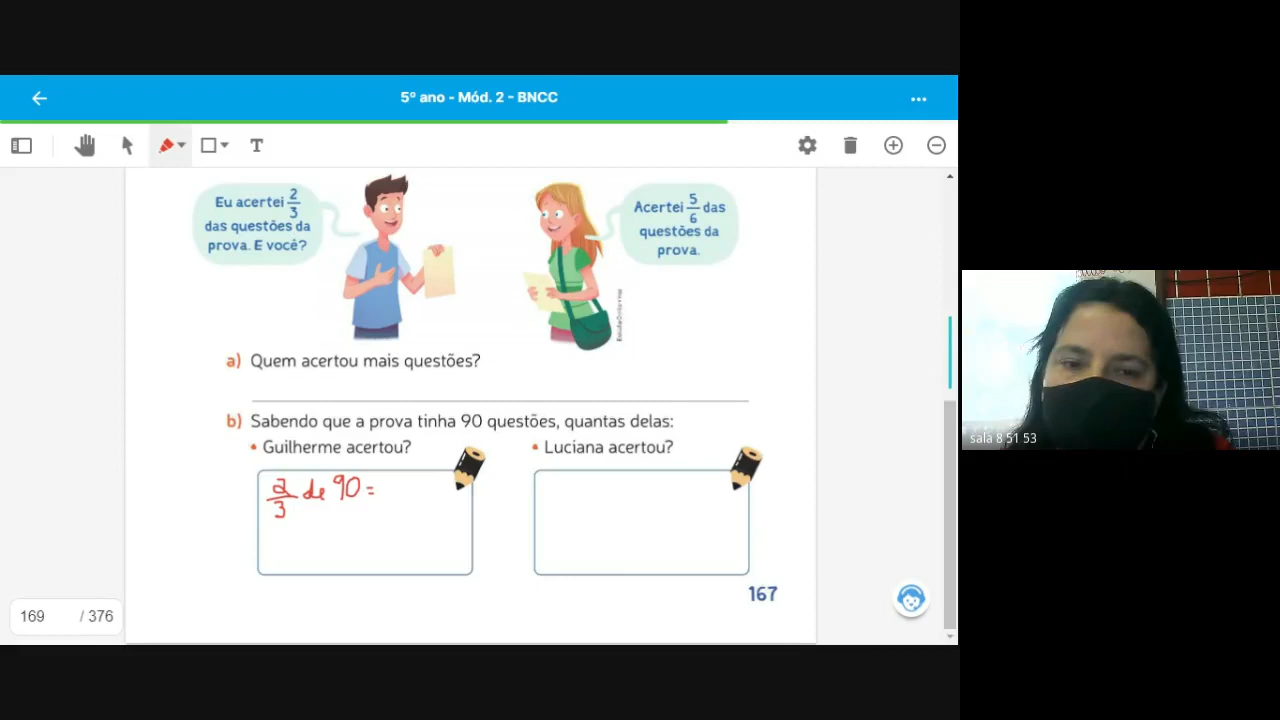 5º ano - Mód. 2 - BNCC
T
Eu acertei 2/3
das questões da
prova. E você?
Acertei 5/6 das
questões da
prova.
a) Quem acertou mais questões?
b) Sabendo que a prova tinha 90 questões, quantas delas:
• Guilherme acertou?
• Luciana acertou?
2/3 de 90 =
167
169 / 376
sala 8 51 53